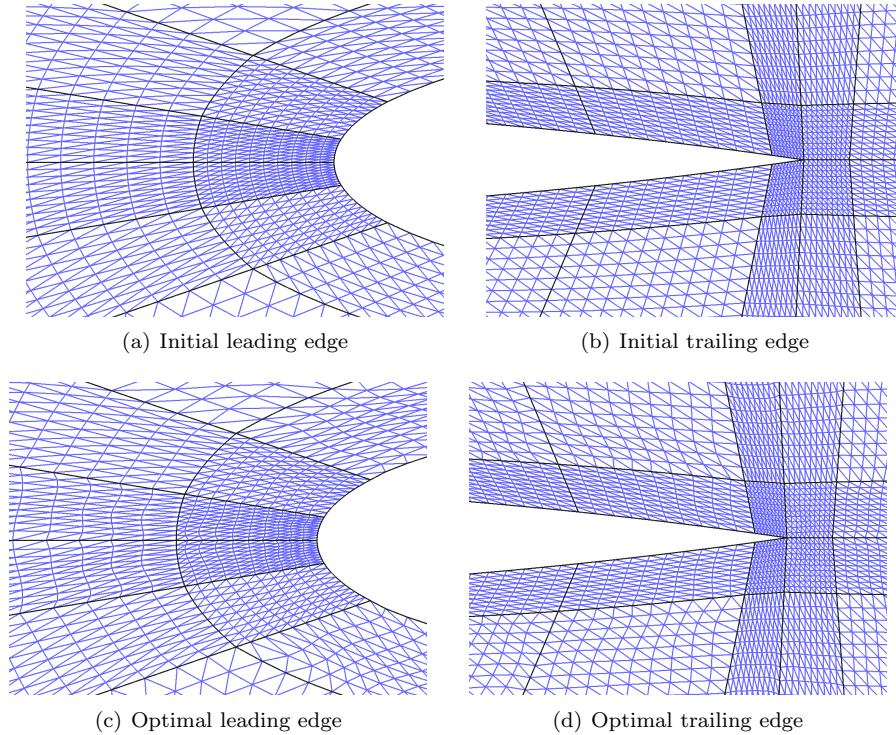 (a) Initial leading edge
(b) Initial trailing edge
(c) Optimal leading edge
(d) Optimal trailing edge